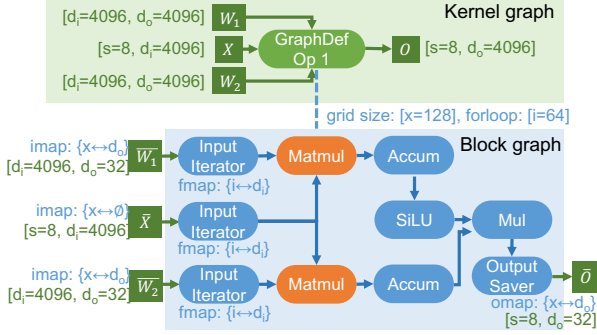 Kernel graph
[dᵢ=4096, dₒ=4096] W₁
[s=8, dᵢ=4096] X
GraphDef
Op 1
O [s=8, dₒ=4096]
[dᵢ=4096, dₒ=4096] W₂
grid size: [x=128], forloop: [i=64]
Block graph
imap: {x↔dₒ}
[dᵢ=4096, dₒ=32]
W̅₁
Input
Iterator
fmap: {i↔dᵢ}
Matmul
Accum
imap: {x↔∅}
[s=8, dᵢ=4096]
X̄
Input
Iterator
fmap: {i↔dᵢ}
SiLU
Mul
imap: {x↔dₒ}
[dᵢ=4096, dₒ=32]
W̅₂
Input
Iterator
fmap: {i↔dᵢ}
Matmul
Accum
Output
Saver
Ō
omap: {x↔dₒ}
[s=8, dₒ=32]